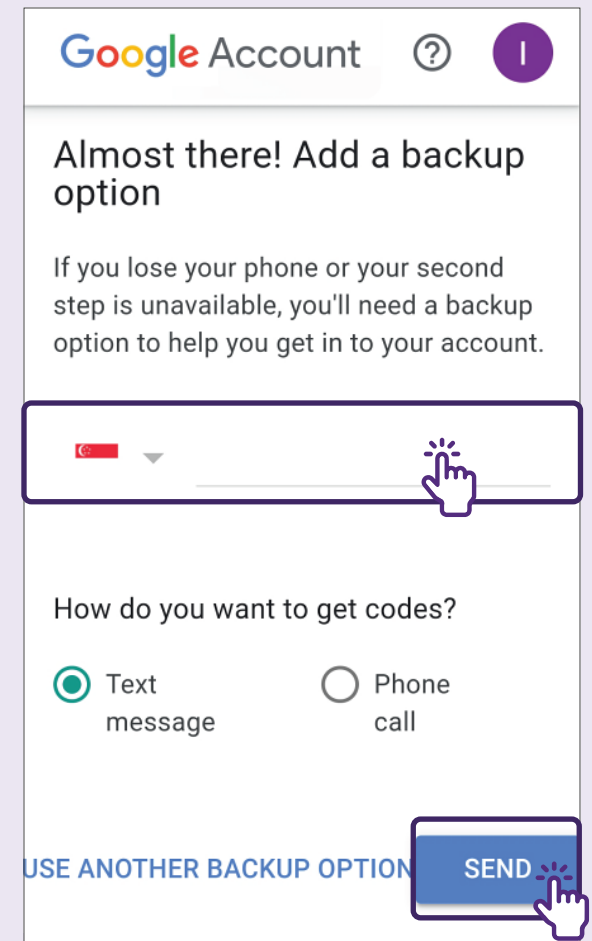 Google Account
I
Almost there! Add a backup
option
If you lose your phone or your second
step is unavailable, you'll need a backup
option to help you get in to your account.
How do you want to get codes?
Text Phone
message call
USE ANOTHER BACKUP OPTION SEND